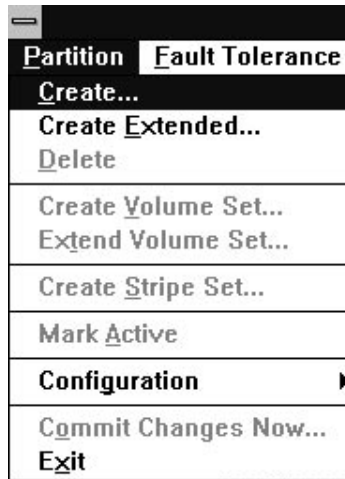 Partition Fault Tolerance
Create...
Create Extended...
Delete
Create Volume Set...
Extend Volume Set...
Create Stripe Set...
Mark Active
Configuration
Commit Changes Now...
Exit